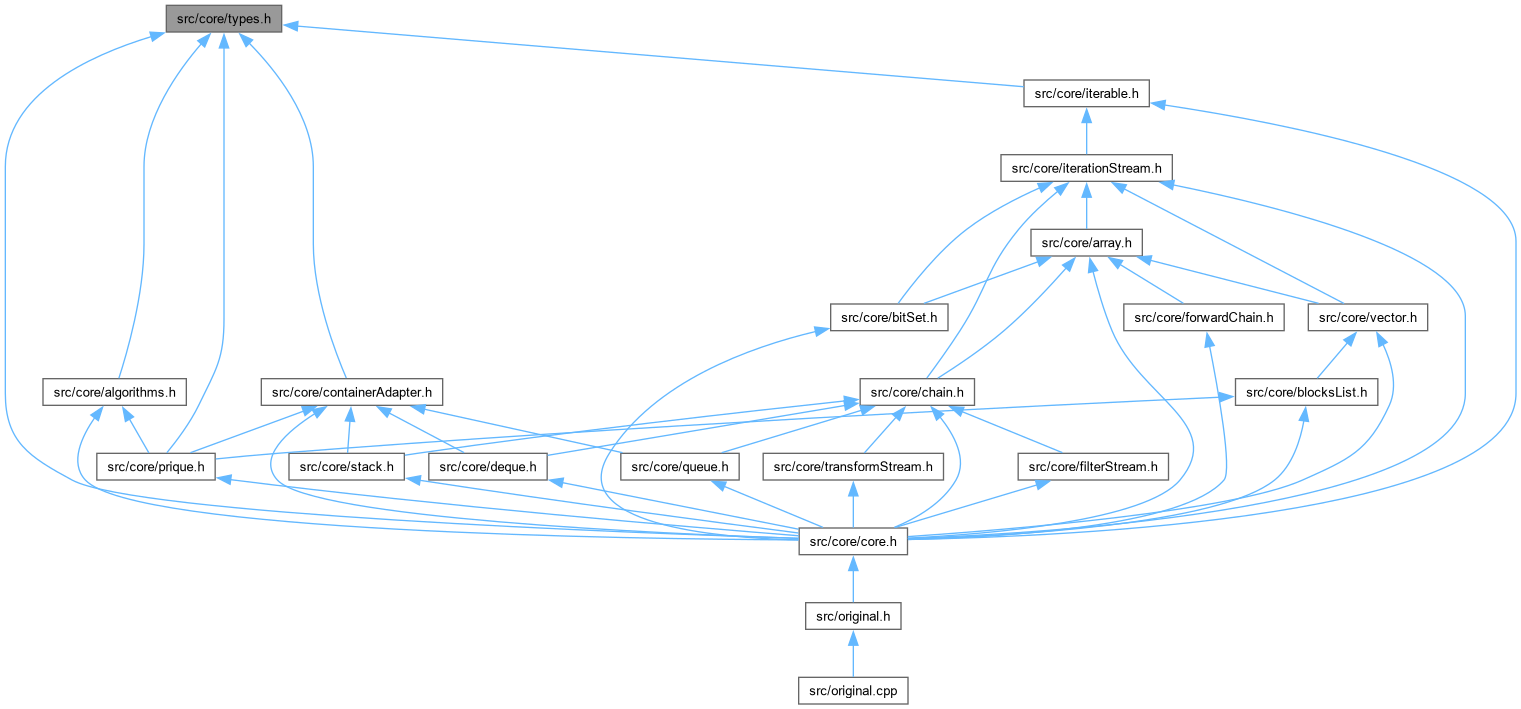 src/core/types.h
src/core/iterable.h
src/core/iterationStream.h
src/core/array.h
src/core/bitSet.h
src/core/forwardChain.h
src/core/vector.h
src/core/algorithms.h
src/core/containerAdapter.h
src/core/chain.h
src/core/blocksList.h
src/core/prique.h
src/core/stack.h
src/core/deque.h
src/core/queue.h
src/core/transformStream.h
src/core/filterStream.h
src/core/core.h
src/original.h
src/original.cpp